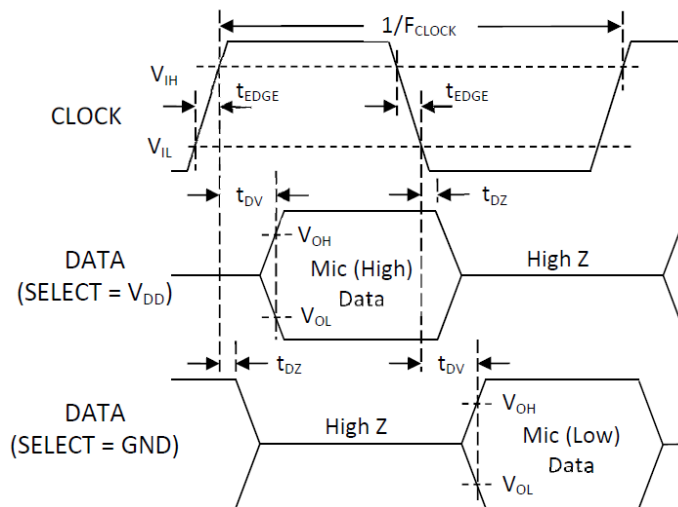 1/FCLOCK
VIH
tEDGE
tEDGE
CLOCK
VIL
tDV
tDZ
DATA
(SELECT = VDD)
VOH
Mic (High)
Data
High Z
VOL
tDZ
tDV
DATA
(SELECT = GND)
High Z
VOH
Mic (Low)
Data
VOL